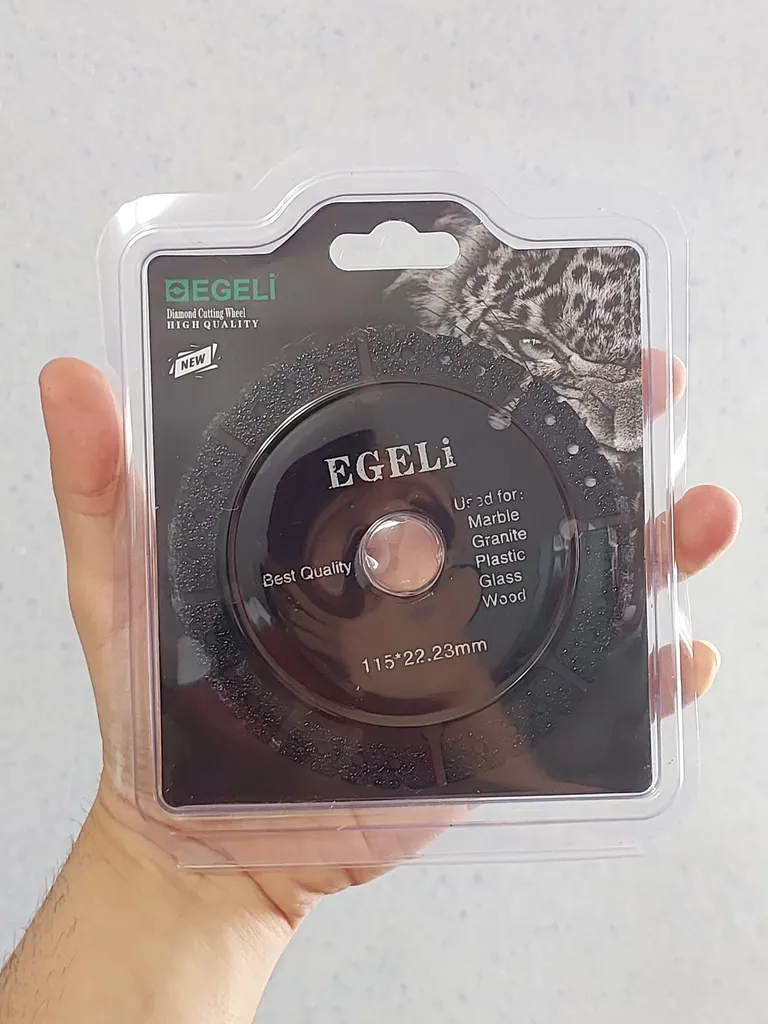 EGELİ
Diamond Cutting Wheel
HIGH QUALITY
NEW
EGELi
Used for:
Marble
Granite
Plastic
Glass
Wood
Best Quality
115*22.23mm